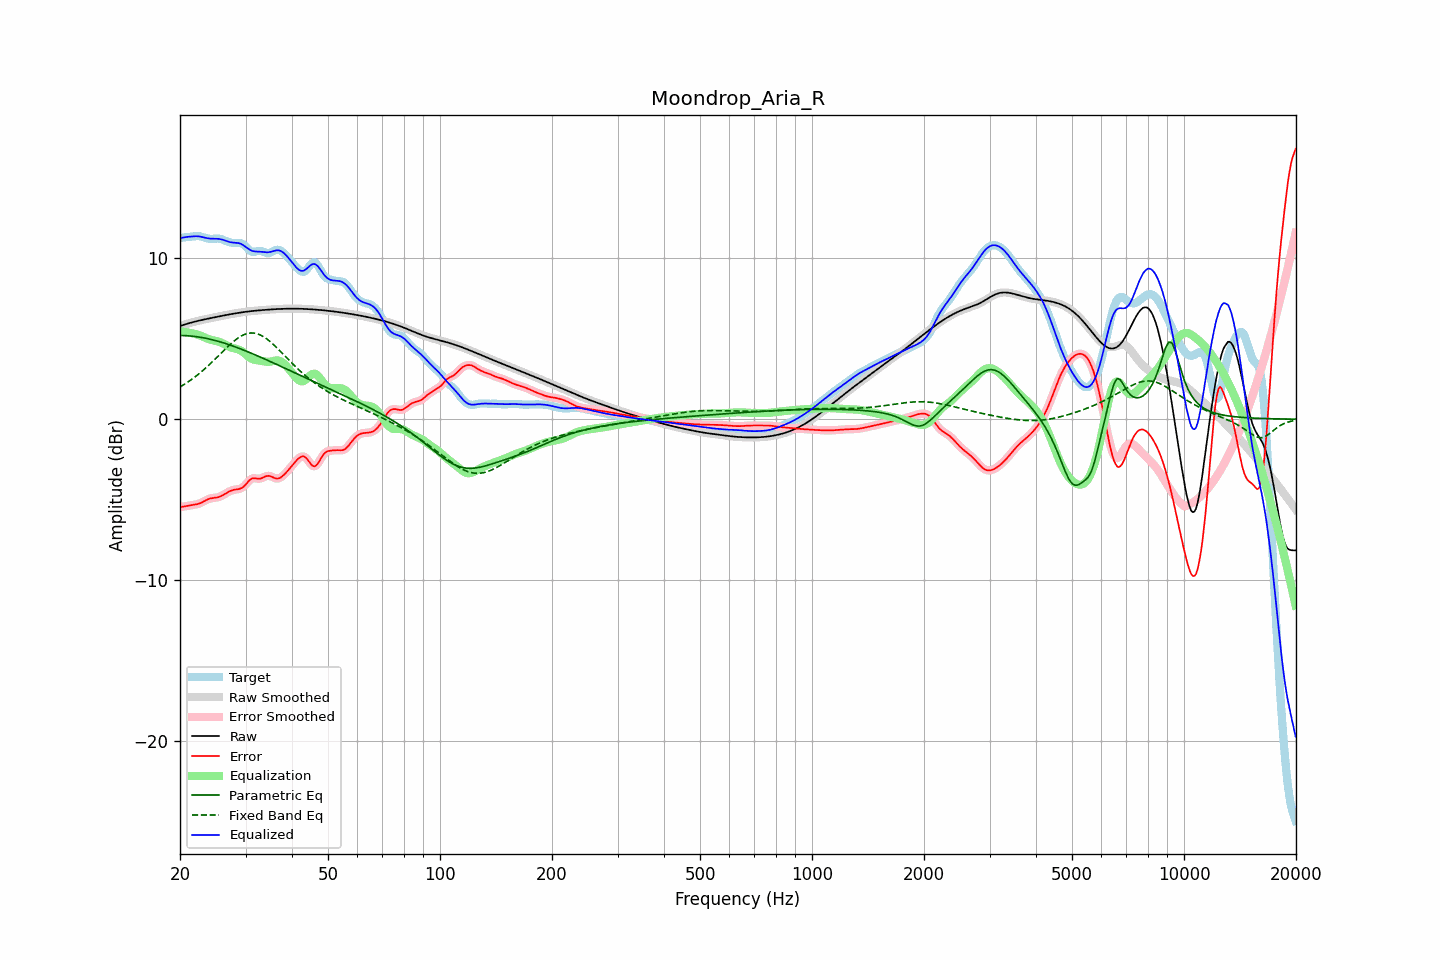 Moondrop_Aria_R
Amplitude (dBr)
10
0
−10
−20
Target
Raw Smoothed
Error Smoothed
Raw
Error
Equalization
Parametric Eq
Fixed Band Eq
Equalized
20 50 100 200 500 1000 2000 5000 10000 20000
Frequency (Hz)